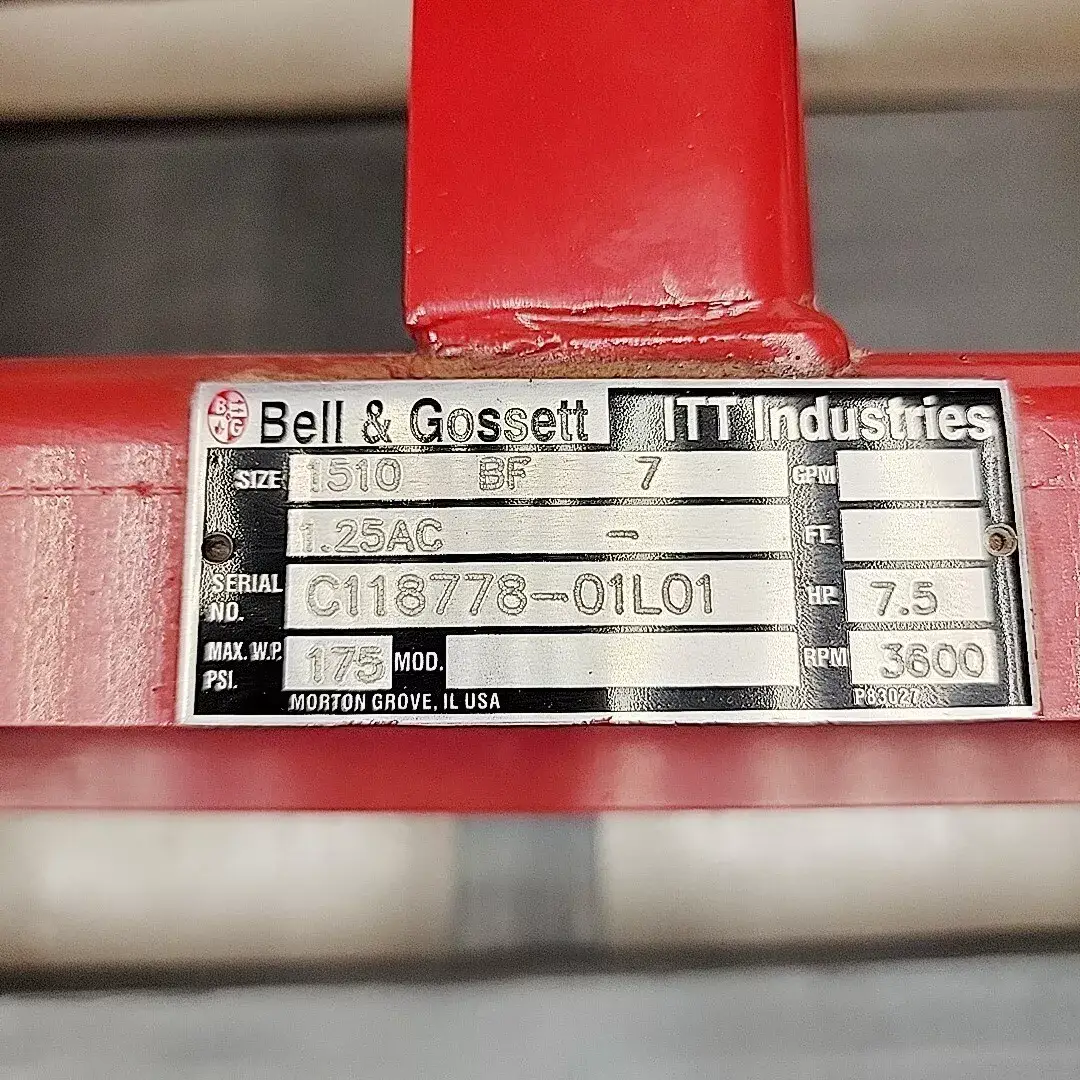 B&G Bell & Gossett ITT Industries
SIZE 1510 BF 7 GPM
1.25AC - FT.
SERIAL NO. C118778-01L01 HP 7.5
MAX. W.P. PSI. 175 MOD. RPM 3600
MORTON GROVE, IL USA P83027